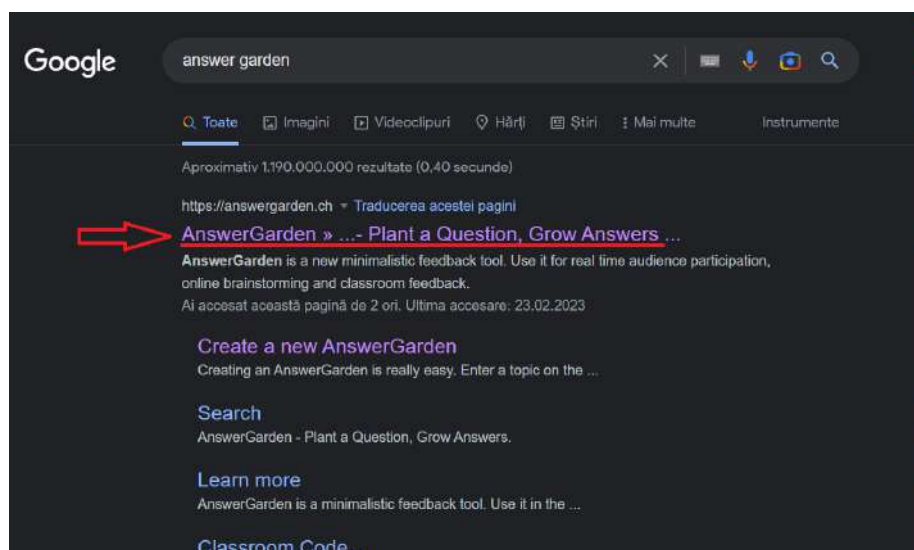 Google
answer garden
Toate Imagini Videoclipuri Hărți Știri Mai multe Instrumente
Aproximativ 1.190.000.000 rezultate (0,40 secunde)
https://answergarden.ch Traducerea acestei pagini
AnswerGarden » ...- Plant a Question, Grow Answers ...
AnswerGarden is a new minimalistic feedback tool. Use it for real time audience participation,
online brainstorming and classroom feedback.
Ai accesat această pagină de 2 ori. Ultima accesare: 23.02.2023
Create a new AnswerGarden
Creating an AnswerGarden is really easy. Enter a topic on the ...
Search
AnswerGarden - Plant a Question, Grow Answers.
Learn more
AnswerGarden is a minimalistic feedback tool. Use it in the ...
Classroom Code